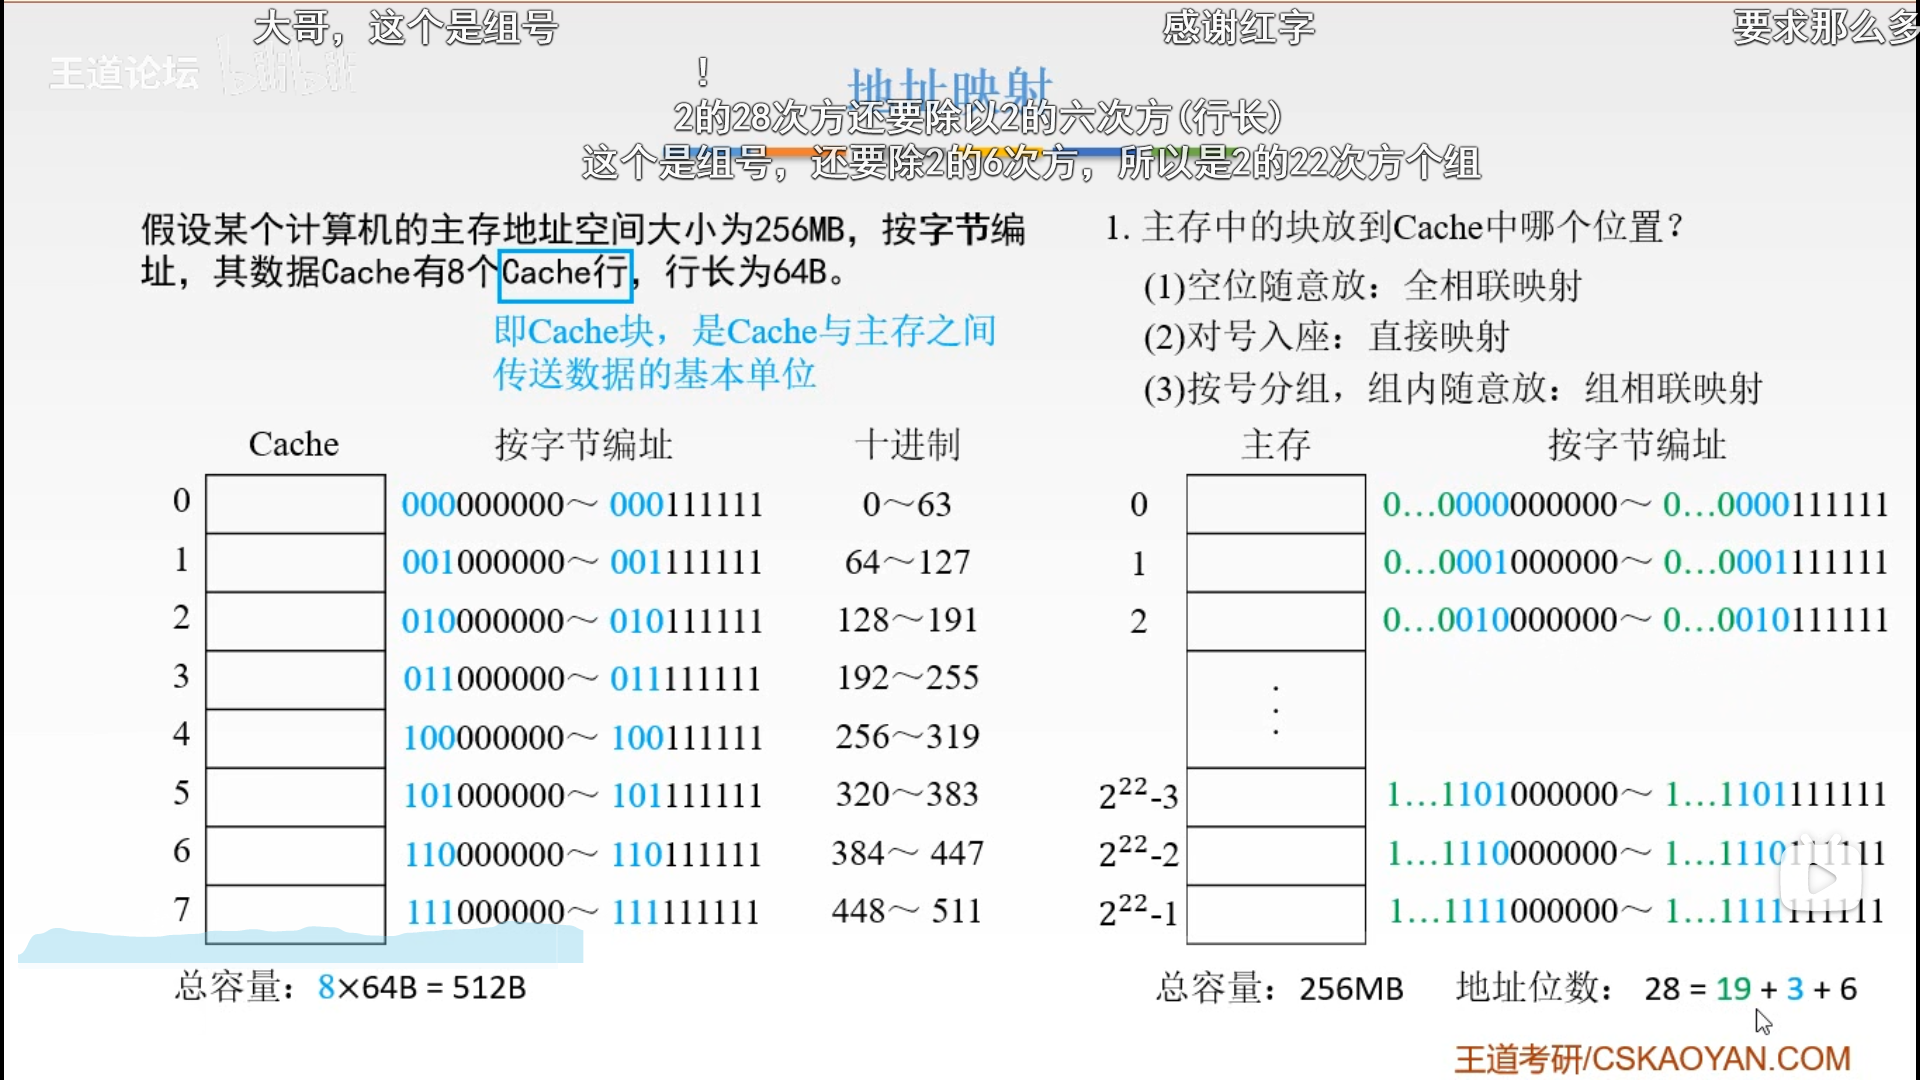 大哥，这个是组号
感谢红字
要求那么多
王道论坛
bilibili
！
地址映射
2的28次方还要除以2的六次方(行长)
这个是组号，还要除2的6次方，所以是2的22次方个组
假设某个计算机的主存地址空间大小为256MB，按字节编
址，其数据Cache有8个Cache行，行长为64B。
即Cache块，是Cache与主存之间
传送数据的基本单位
1. 主存中的块放到Cache中哪个位置？
(1)空位随意放：全相联映射
(2)对号入座：直接映射
(3)按号分组，组内随意放：组相联映射
Cache 按字节编址 十进制
0 000000000～ 000111111 0～63
1 001000000～ 001111111 64～127
2 010000000～ 010111111 128～191
3 011000000～ 011111111 192～255
4 100000000～ 100111111 256～319
5 101000000～ 101111111 320～383
6 110000000～ 110111111 384～ 447
7 111000000～ 111111111 448～ 511
总容量：8×64B = 512B
主存 按字节编址
0 0…0000000000～ 0…0000111111
1 0…0001000000～ 0…0001111111
2 0…0010000000～ 0…0010111111
⋮
2²²-3 1…1101000000～ 1…1101111111
2²²-2 1…1110000000～ 1…1110111111
2²²-1 1…1111000000～ 1…1111111111
总容量：256MB 地址位数： 28 = 19 + 3 + 6
王道考研/CSKAOYAN.COM